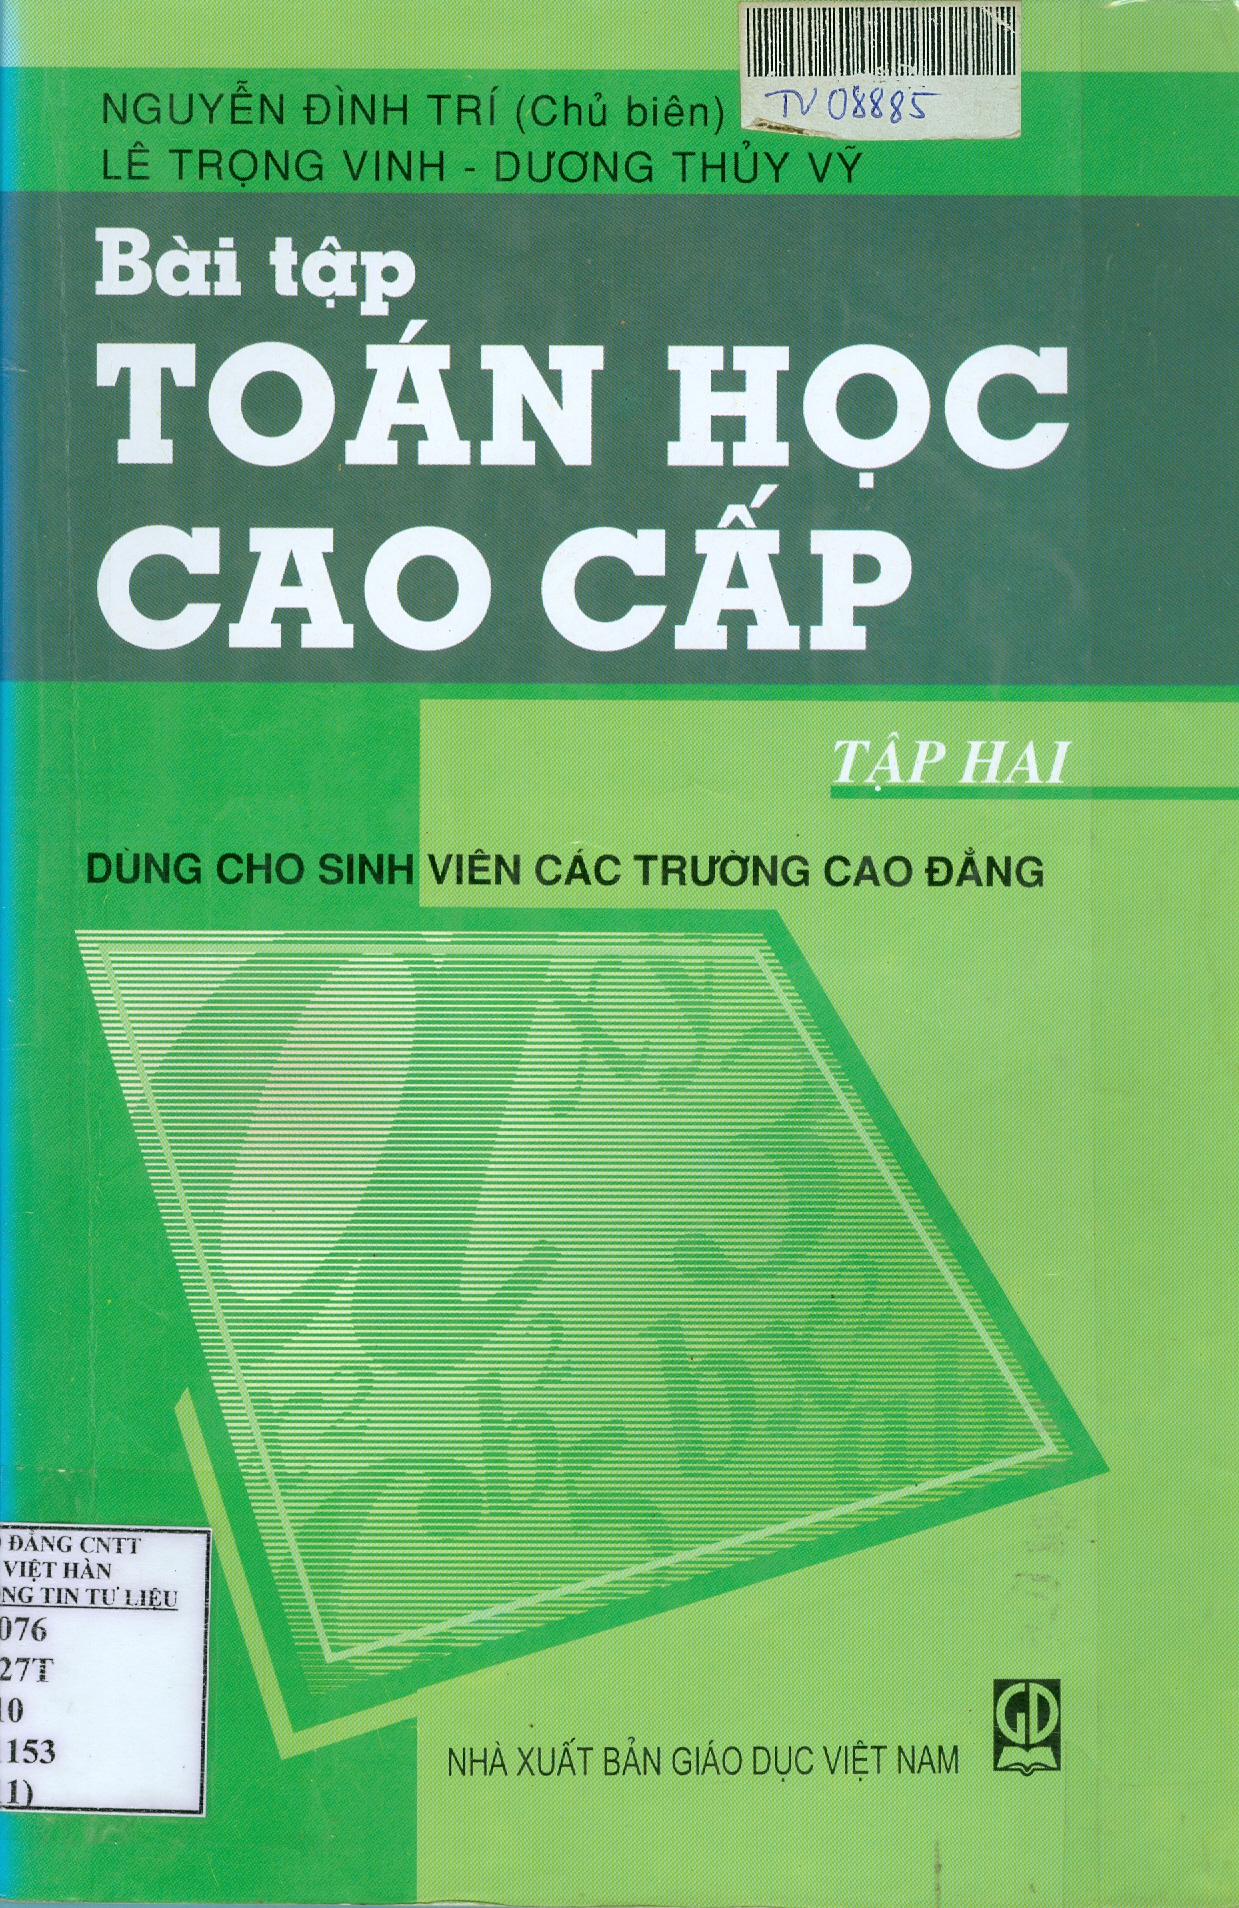 TV 08885
NGUYỄN ĐÌNH TRÍ (Chủ biên)
LÊ TRỌNG VINH - DƯƠNG THỦY VỸ
Bài tập
TOÁN HỌC
CAO CẤP
TẬP HAI
DÙNG CHO SINH VIÊN CÁC TRƯỜNG CAO ĐẲNG
ĐẲNG CNTT
VIỆT HÀN
NG TIN TƯ LIỆU
076
27T
10
153
11)
NHÀ XUẤT BẢN GIÁO DỤC VIỆT NAM
GD